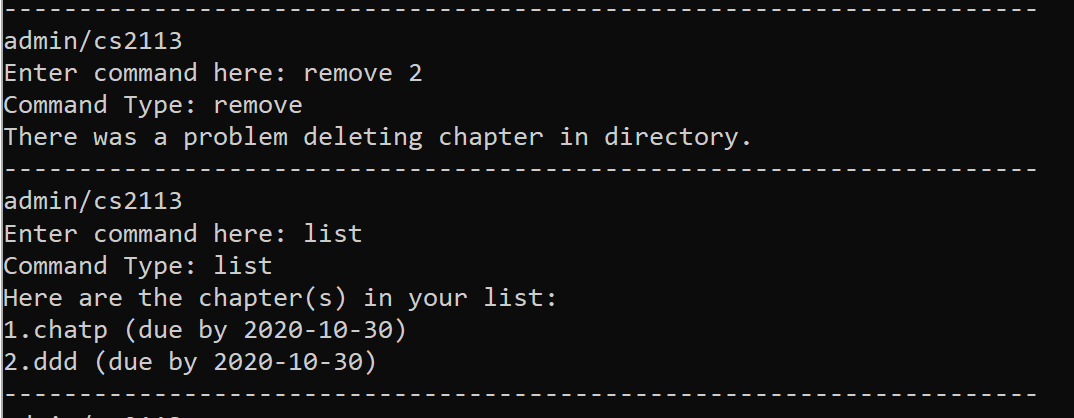 ----------------------------------------------------------------------
admin/cs2113
Enter command here: remove 2
Command Type: remove
There was a problem deleting chapter in directory.
----------------------------------------------------------------------
admin/cs2113
Enter command here: list
Command Type: list
Here are the chapter(s) in your list:
1.chatp (due by 2020-10-30)
2.ddd (due by 2020-10-30)
----------------------------------------------------------------------